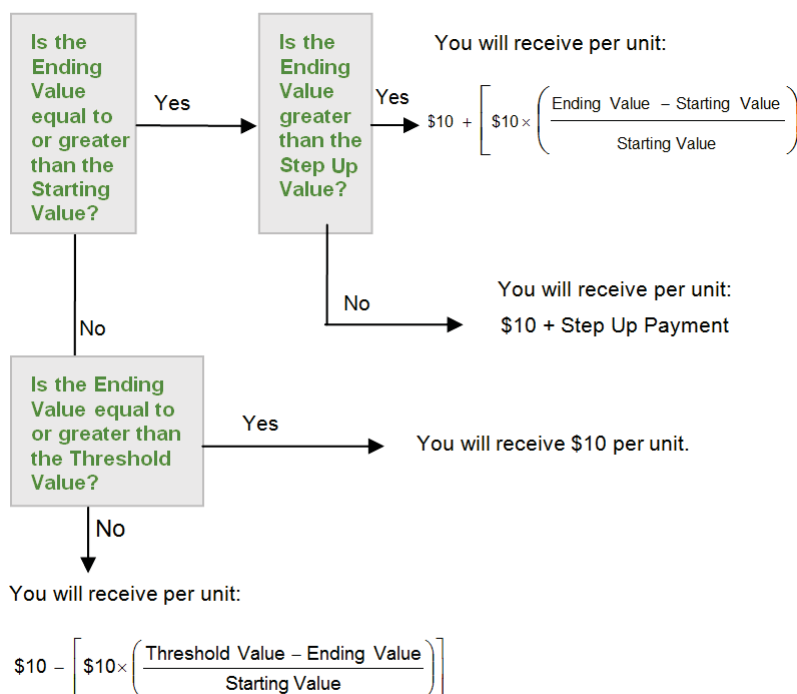 Is the
Ending
Value
equal to
or greater
than the
Starting
Value?
Yes
Is the
Ending
Value
greater
than the
Step Up
Value?
Yes
You will receive per unit:
$10 + [ $10 × ( Ending Value – Starting Value
Starting Value )
No
You will receive per unit:
$10 + Step Up Payment
No
Is the Ending
Value equal to
or greater than
the Threshold
Value?
Yes
You will receive $10 per unit.
No
You will receive per unit:
$10 – [ $10× ( Threshold Value – Ending Value
Starting Value ) ]